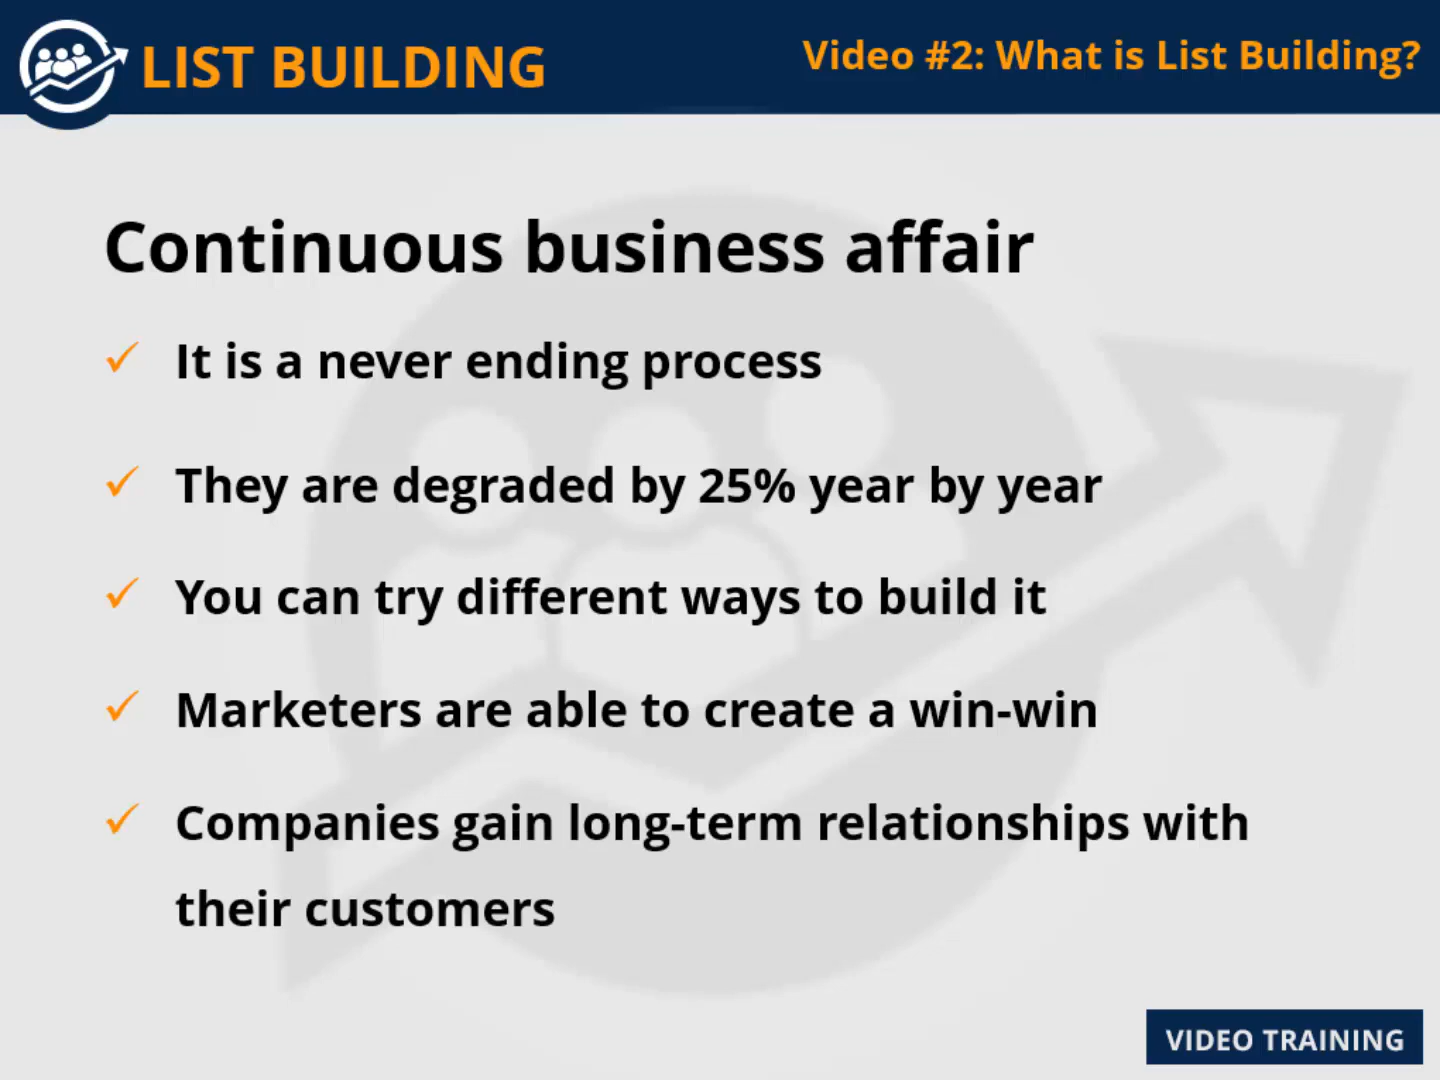 LIST BUILDING
Video #2: What is List Building?
Continuous business affair
It is a never ending process
They are degraded by 25% year by year
You can try different ways to build it
Marketers are able to create a win-win
Companies gain long-term relationships with
their customers
VIDEO TRAINING